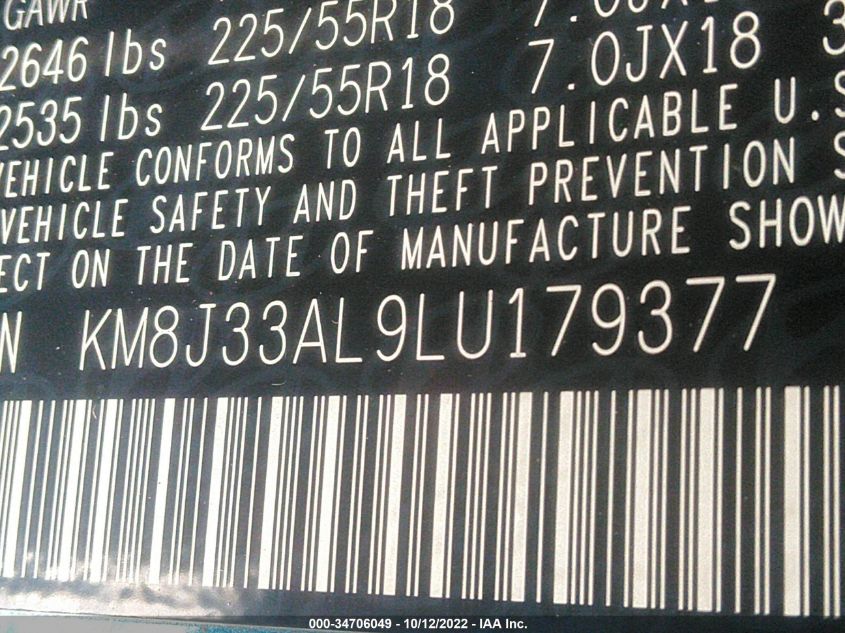 GAWR
2646 lbs 225/55R18 7.0JX18
2535 lbs 225/55R18 7.0JX18 3
VEHICLE CONFORMS TO ALL APPLICABLE U.S
VEHICLE SAFETY AND THEFT PREVENTION S
ECT ON THE DATE OF MANUFACTURE SHOW
N KM8J33AL9LU179377
000-34706049 - 10/12/2022 - IAA Inc.